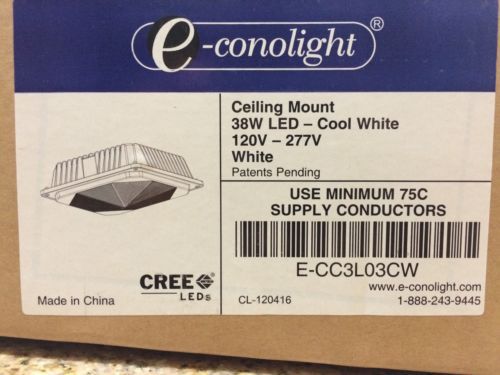 e-conolight®
Ceiling Mount
38W LED – Cool White
120V – 277V
White
Patents Pending
USE MINIMUM 75C
SUPPLY CONDUCTORS
E-CC3L03CW
CREE
LEDs
www.e-conolight.com
Made in China
CL-120416
1-888-243-9445